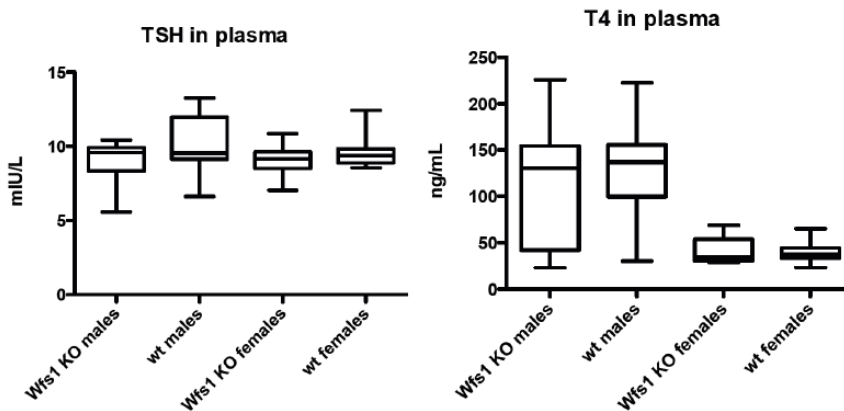 TSH in plasma
15
10
5
0
mIU/L
Wfs1 KO males
wt males
Wfs1 KO females
wt females
T4 in plasma
250
200
150
100
50
0
ng/mL
Wfs1 KO males
wt males
Wfs1 KO females
wt females